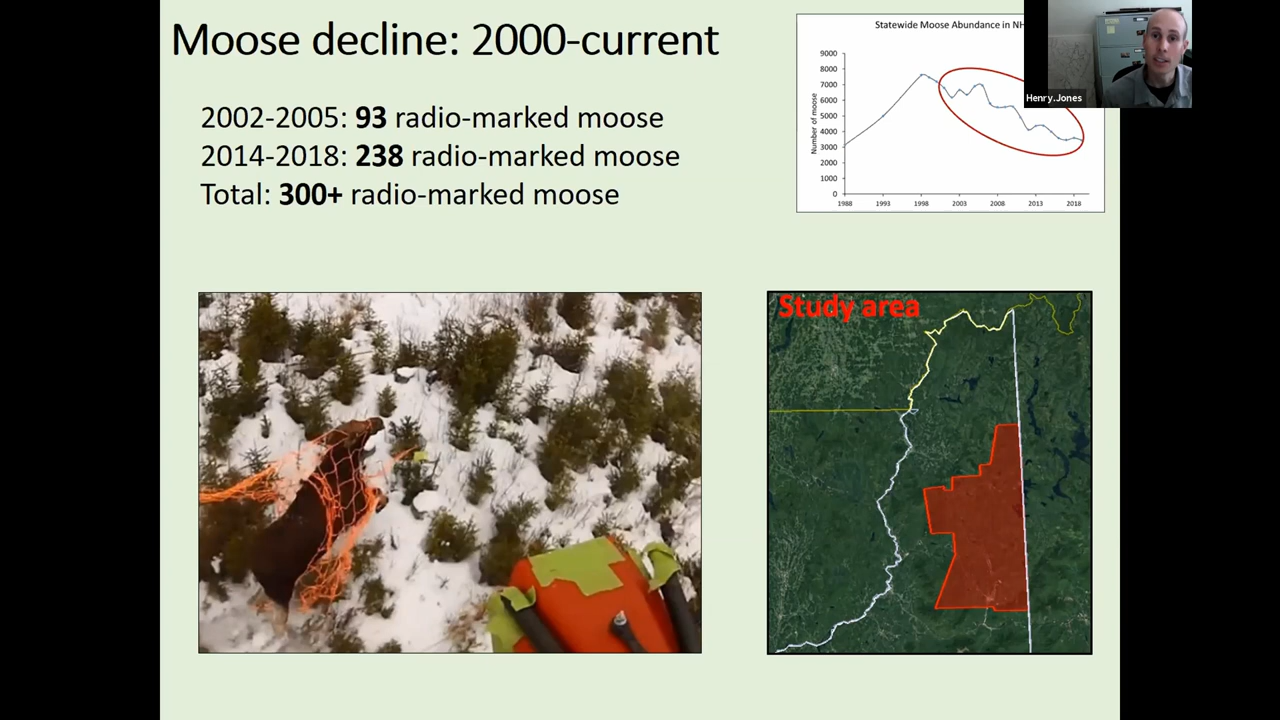 Moose decline: 2000-current
2002-2005: 93 radio-marked moose
2014-2018: 238 radio-marked moose
Total: 300+ radio-marked moose
Statewide Moose Abundance in NH
Number of moose
9000
8000
7000
6000
5000
4000
3000
2000
1000
0
1988 1993 1998 2003 2008 2013 2018
Henry.Jones
Study area